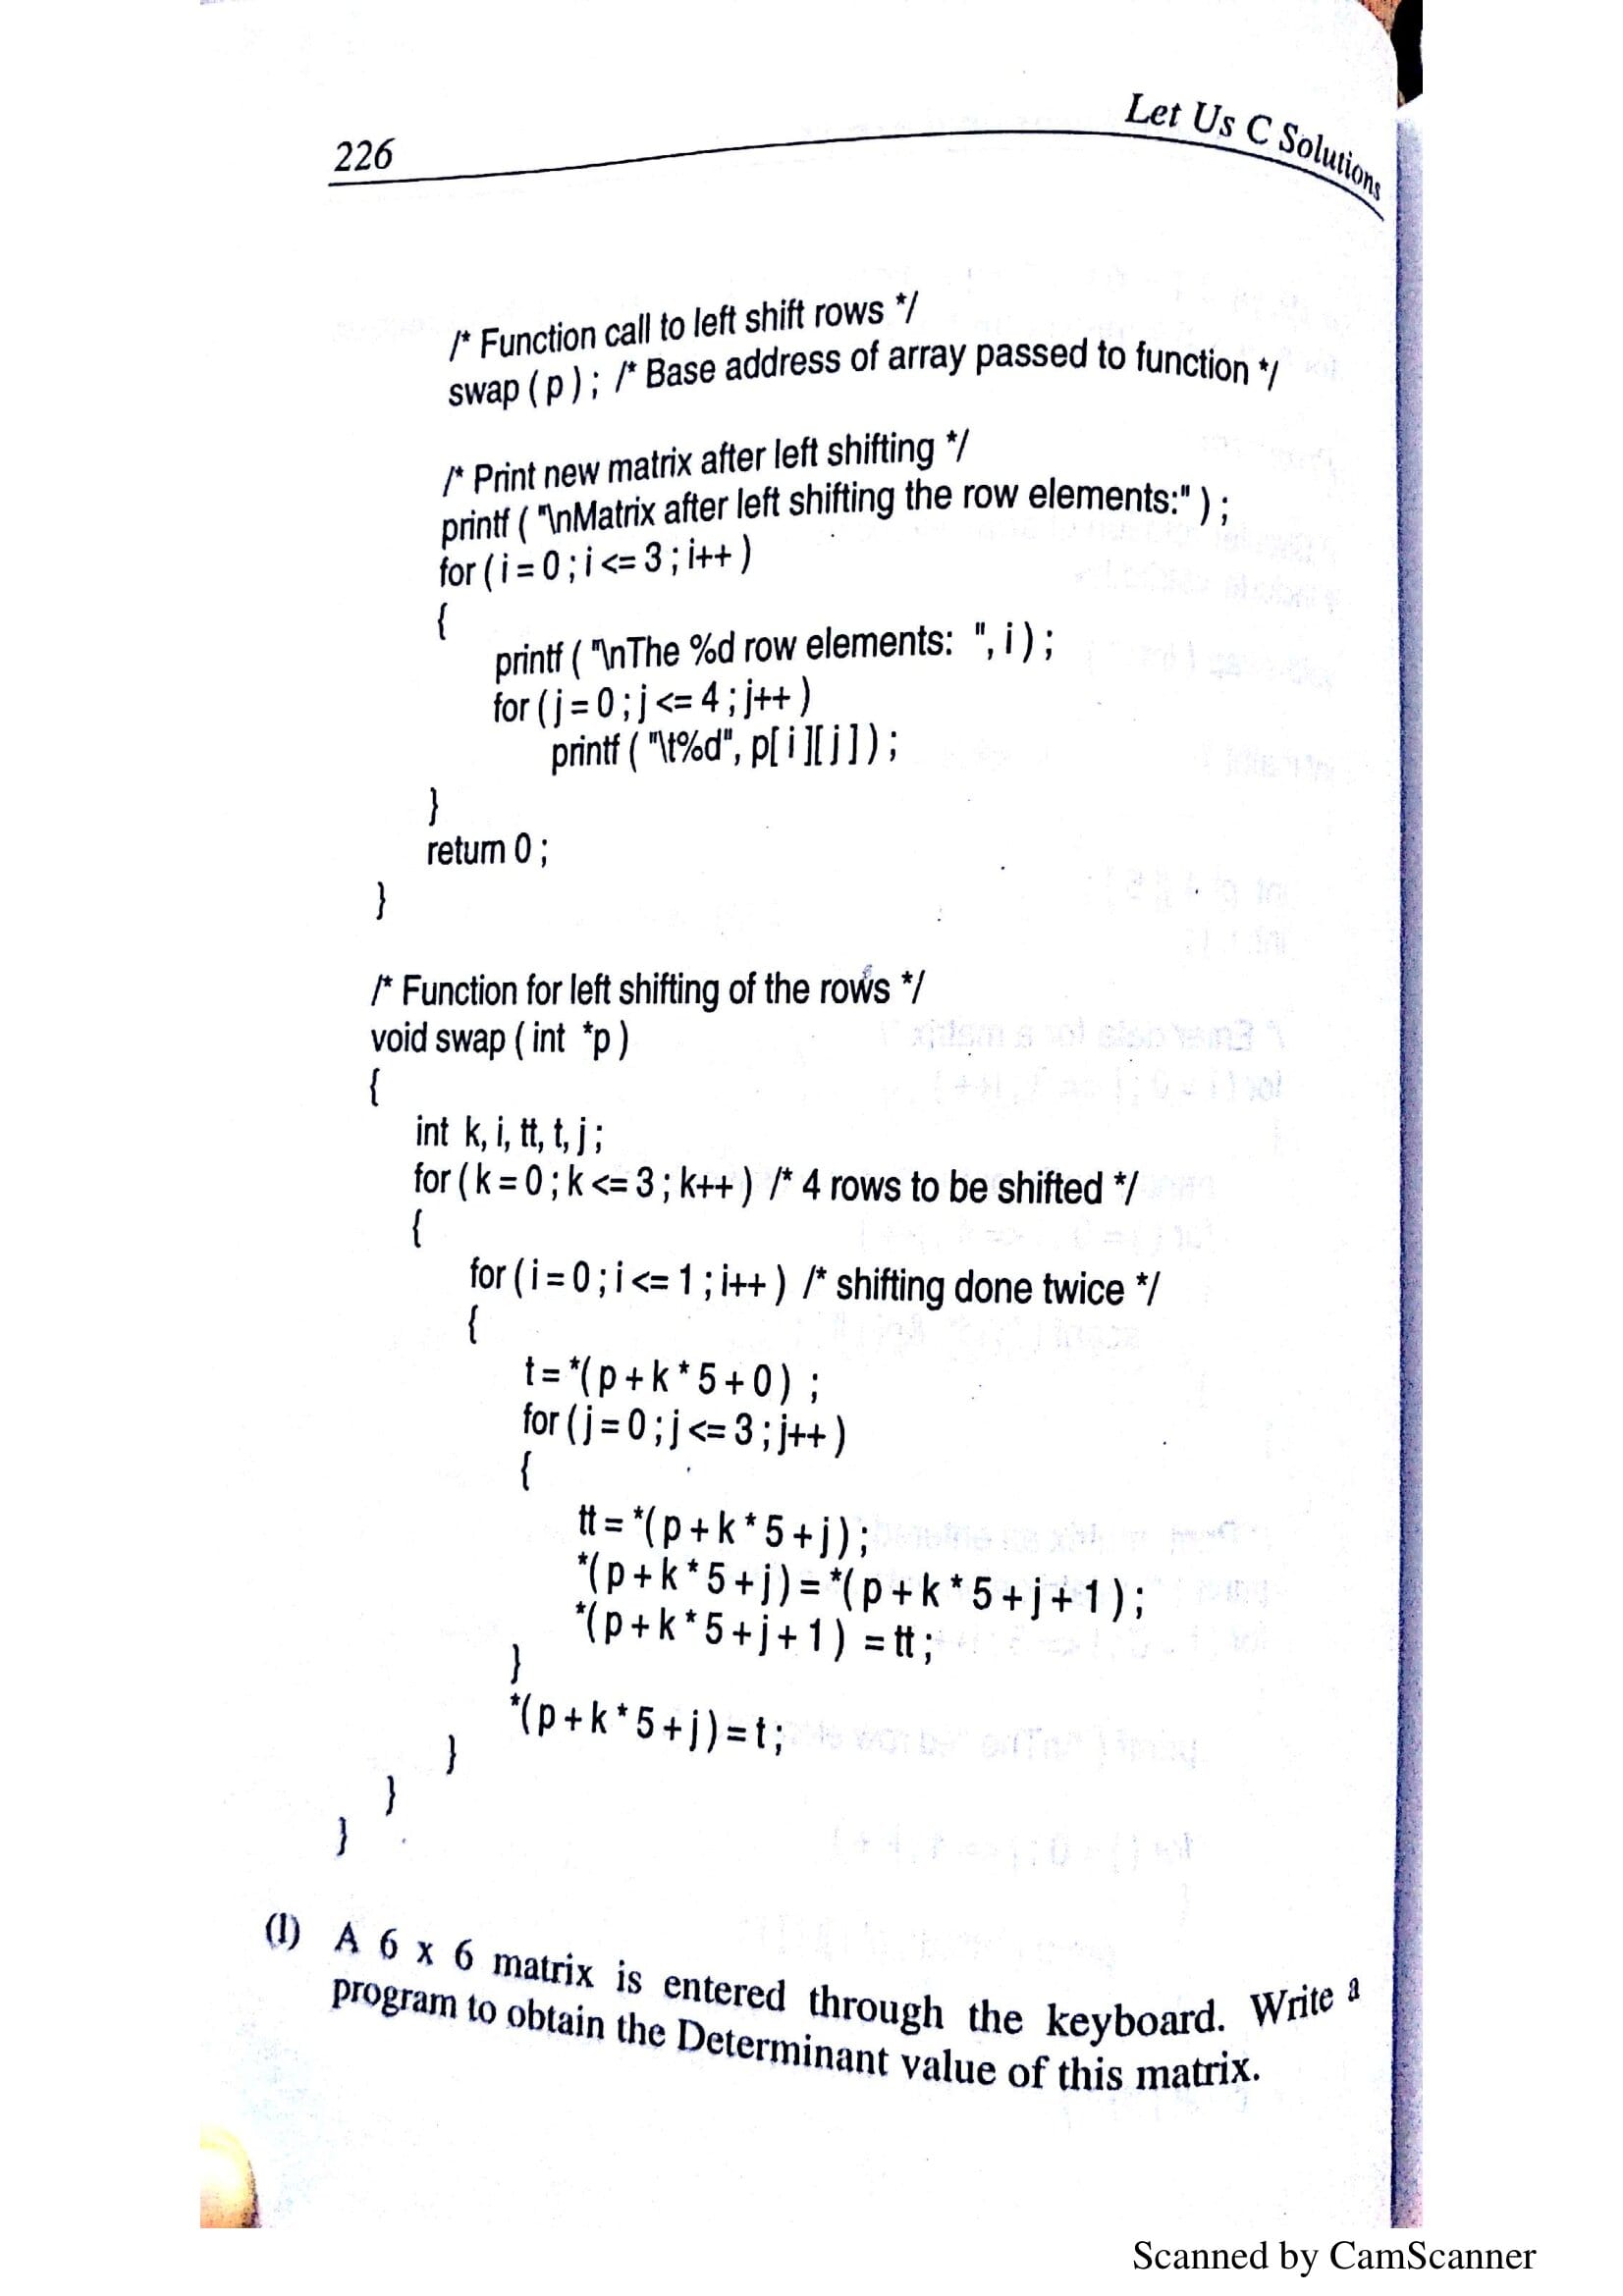 226
Let Us C Solutions
/* Function call to left shift rows */
swap ( p ) ; /* Base address of array passed to function */
/* Print new matrix after left shifting */
printf ( "\nMatrix after left shifting the row elements:" ) ;
for ( i = 0 ; i <= 3 ; i++ )
{
printf ( "\nThe %d row elements:  ", i ) ;
for ( j = 0 ; j <= 4 ; j++ )
printf ( "\t%d", p[ i ][ j ] ) ;
}
return 0 ;
}
/* Function for left shifting of the rows */
void swap ( int *p )
{
int k, i, tt, t, j ;
for ( k = 0 ; k <= 3 ; k++ ) /* 4 rows to be shifted */
{
for ( i = 0 ; i <= 1 ; i++ ) /* shifting done twice */
{
t = *( p + k * 5 + 0 ) ;
for ( j = 0 ; j <= 3 ; j++ )
{
tt = *( p + k * 5 + j ) ;
*( p + k * 5 + j ) = *( p + k * 5 + j + 1 ) ;
*( p + k * 5 + j + 1 ) = tt ;
}
*( p + k * 5 + j ) = t ;
}
}
}
(l) A 6 x 6 matrix is entered through the keyboard. Write a
program to obtain the Determinant value of this matrix.
Scanned by CamScanner